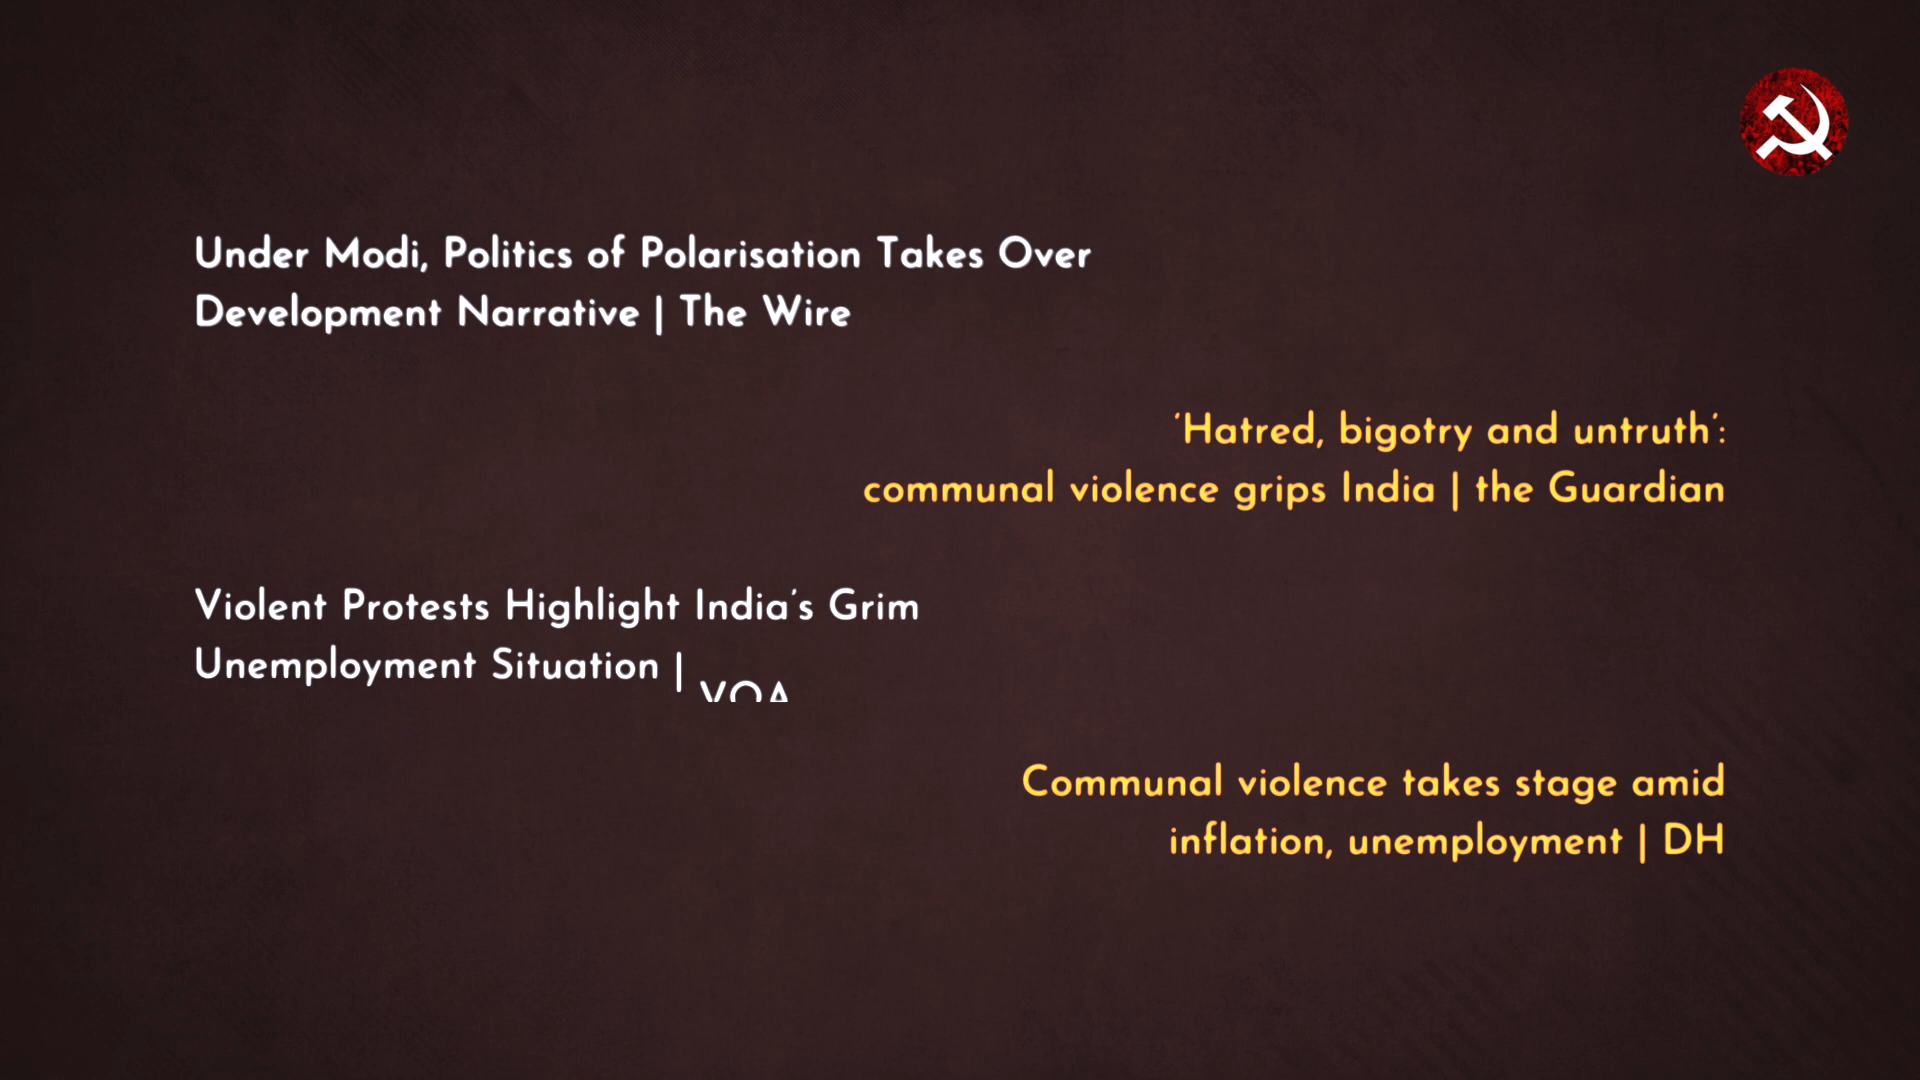 Under Modi, Politics of Polarisation Takes Over
Development Narrative | The Wire
‘Hatred, bigotry and untruth’:
communal violence grips India | the Guardian
Violent Protests Highlight India’s Grim
Unemployment Situation | VOA
Communal violence takes stage amid
inflation, unemployment | DH